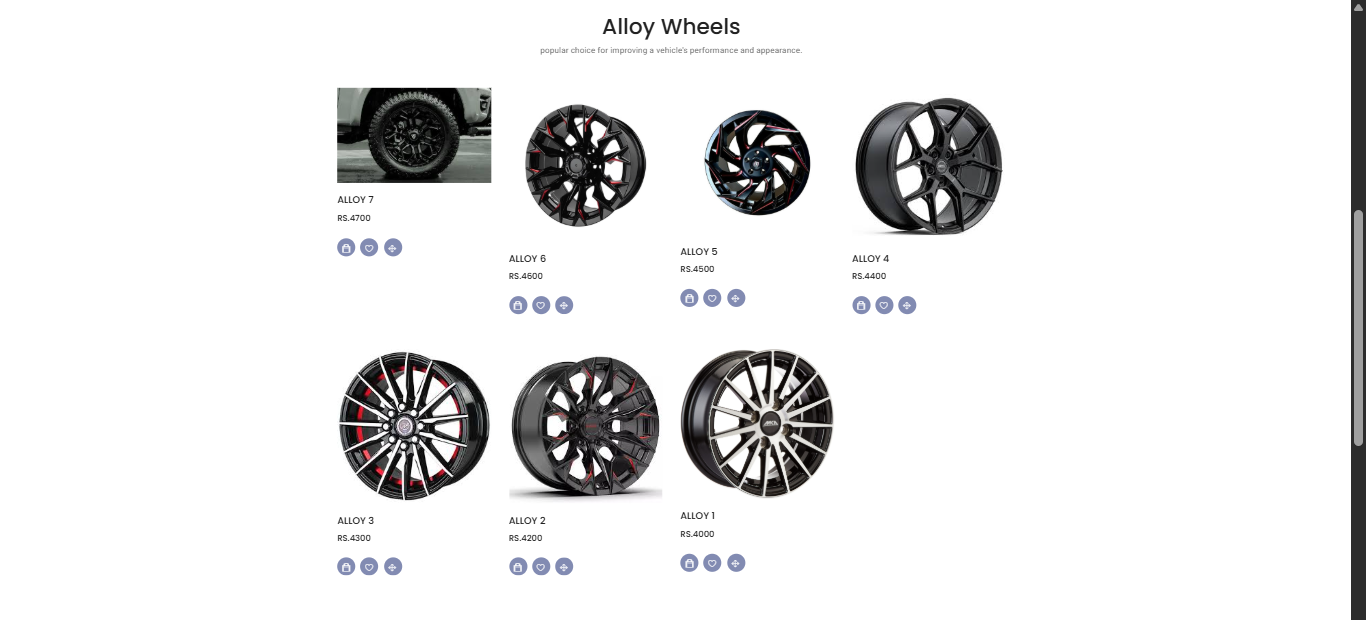 Alloy Wheels
popular choice for improving a vehicle's performance and appearance.
ALLOY 7
RS.4700
ALLOY 6
RS.4600
ALLOY 5
RS.4500
ALLOY 4
RS.4400
ALLOY 3
RS.4300
ALLOY 2
RS.4200
ALLOY 1
RS.4000